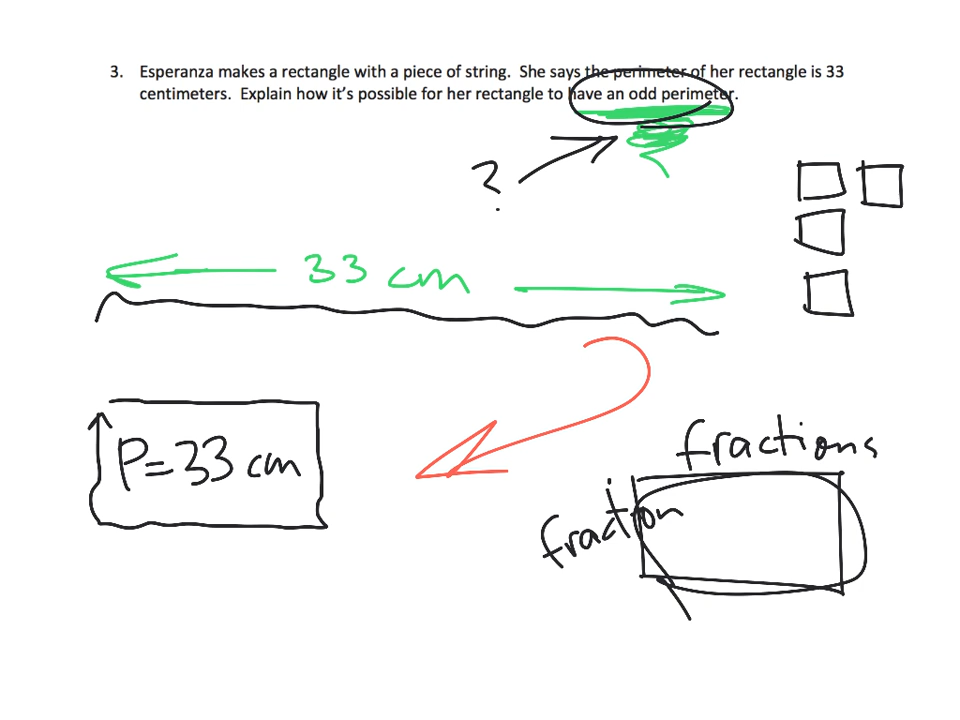 3. Esperanza makes a rectangle with a piece of string. She says the perimeter of her rectangle is 33
centimeters. Explain how it's possible for her rectangle to have an odd perimeter.
?
33 cm
P=33 cm
fractions
fraction